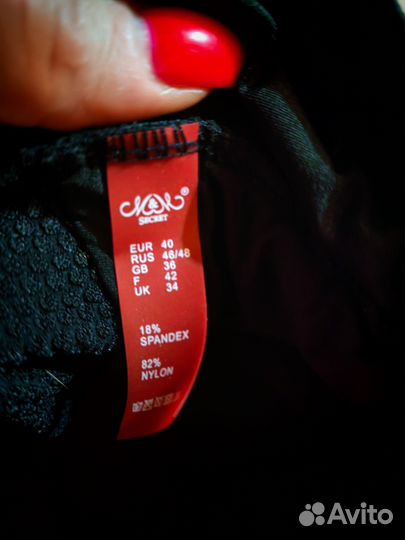 SECRET
EUR 40
RUS 46/48
GB 36
F 42
UK 34
18%
SPANDEX
82%
NYLON
Avito